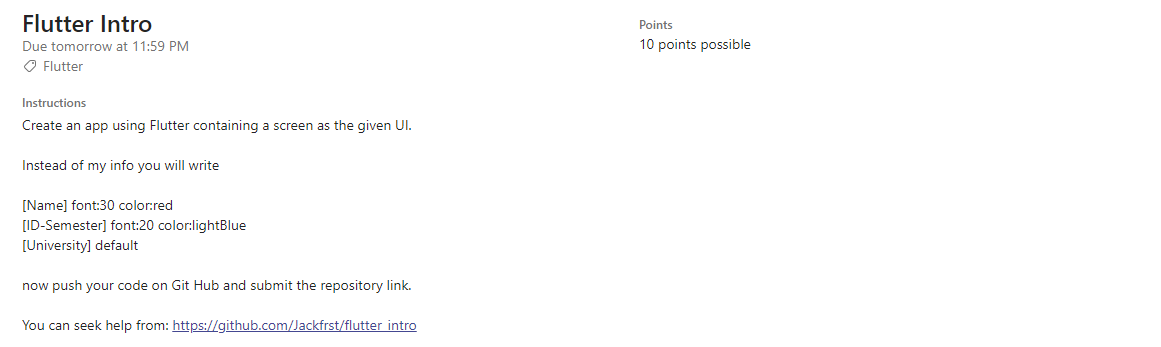 Flutter Intro
Due tomorrow at 11:59 PM
Flutter
Points
10 points possible
Instructions
Create an app using Flutter containing a screen as the given UI.
Instead of my info you will write
[Name] font:30 color:red
[ID-Semester] font:20 color:lightBlue
[University] default
now push your code on Git Hub and submit the repository link.
You can seek help from: https://github.com/Jackfrst/flutter_intro